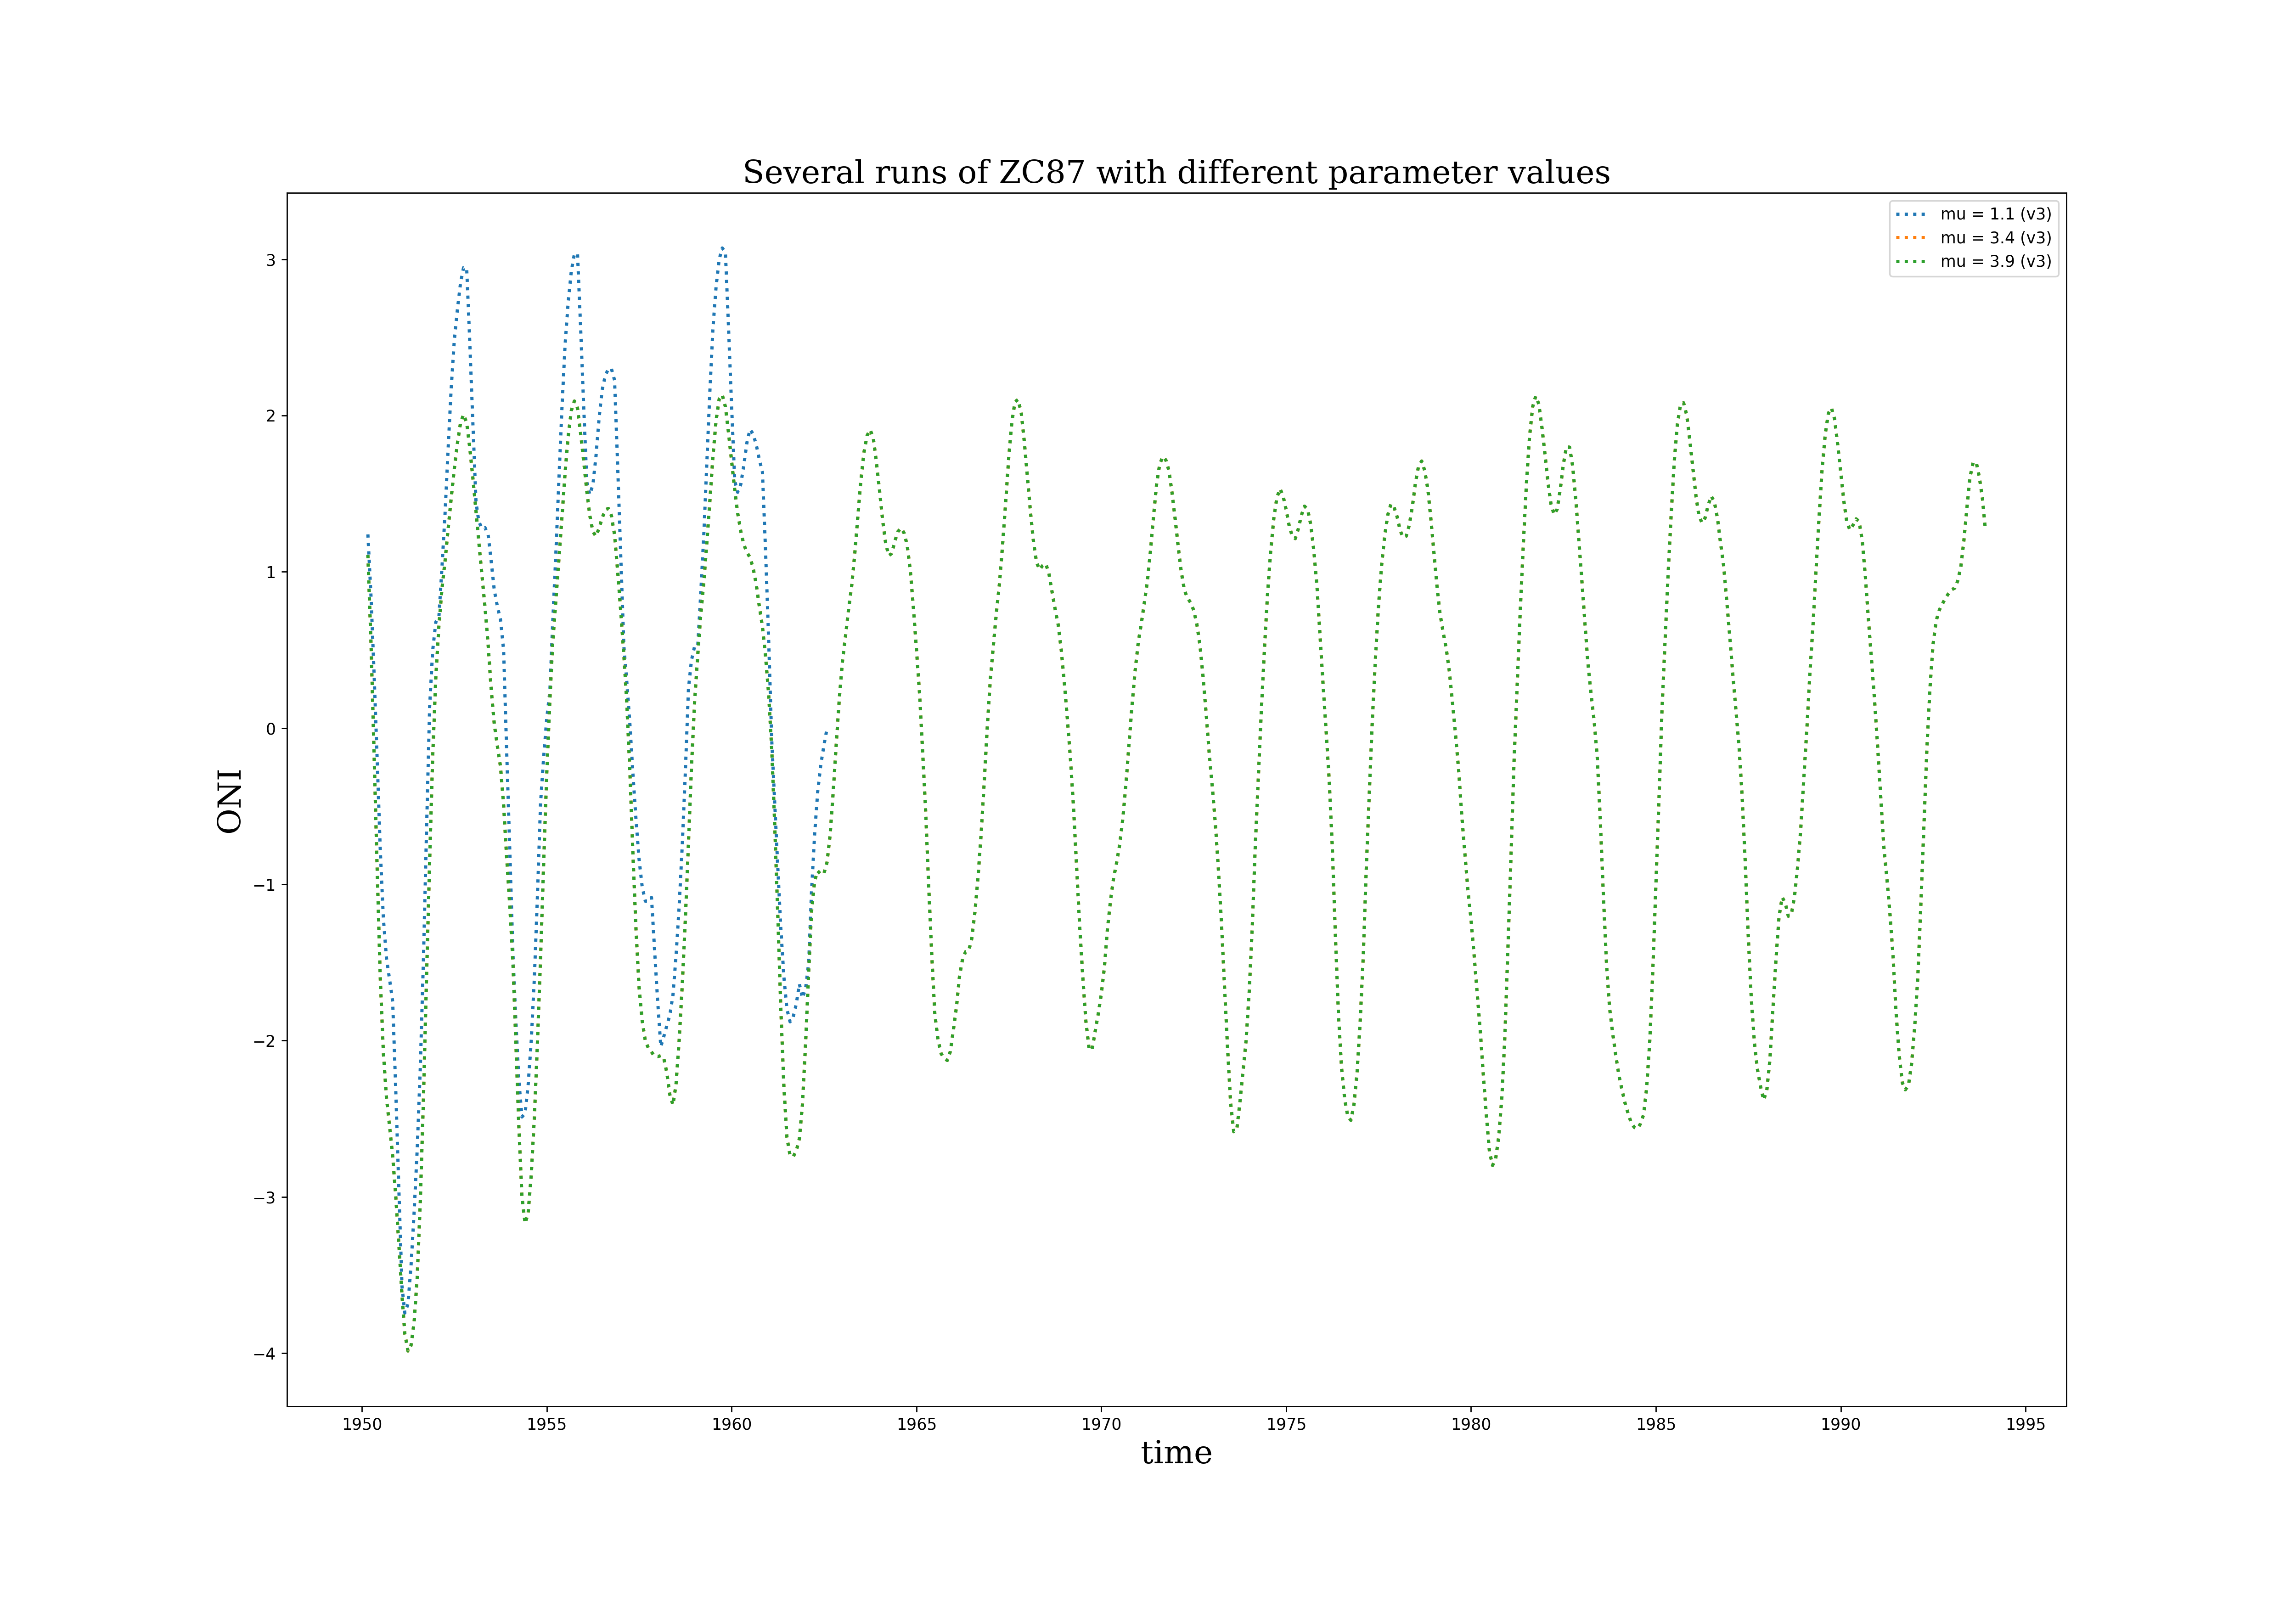 Several runs of ZC87 with different parameter values
mu = 1.1 (v3)
mu = 3.4 (v3)
mu = 3.9 (v3)
3
2
1
0
−1
−2
−3
−4
ONI
1950 1955 1960 1965 1970 1975 1980 1985 1990 1995
time